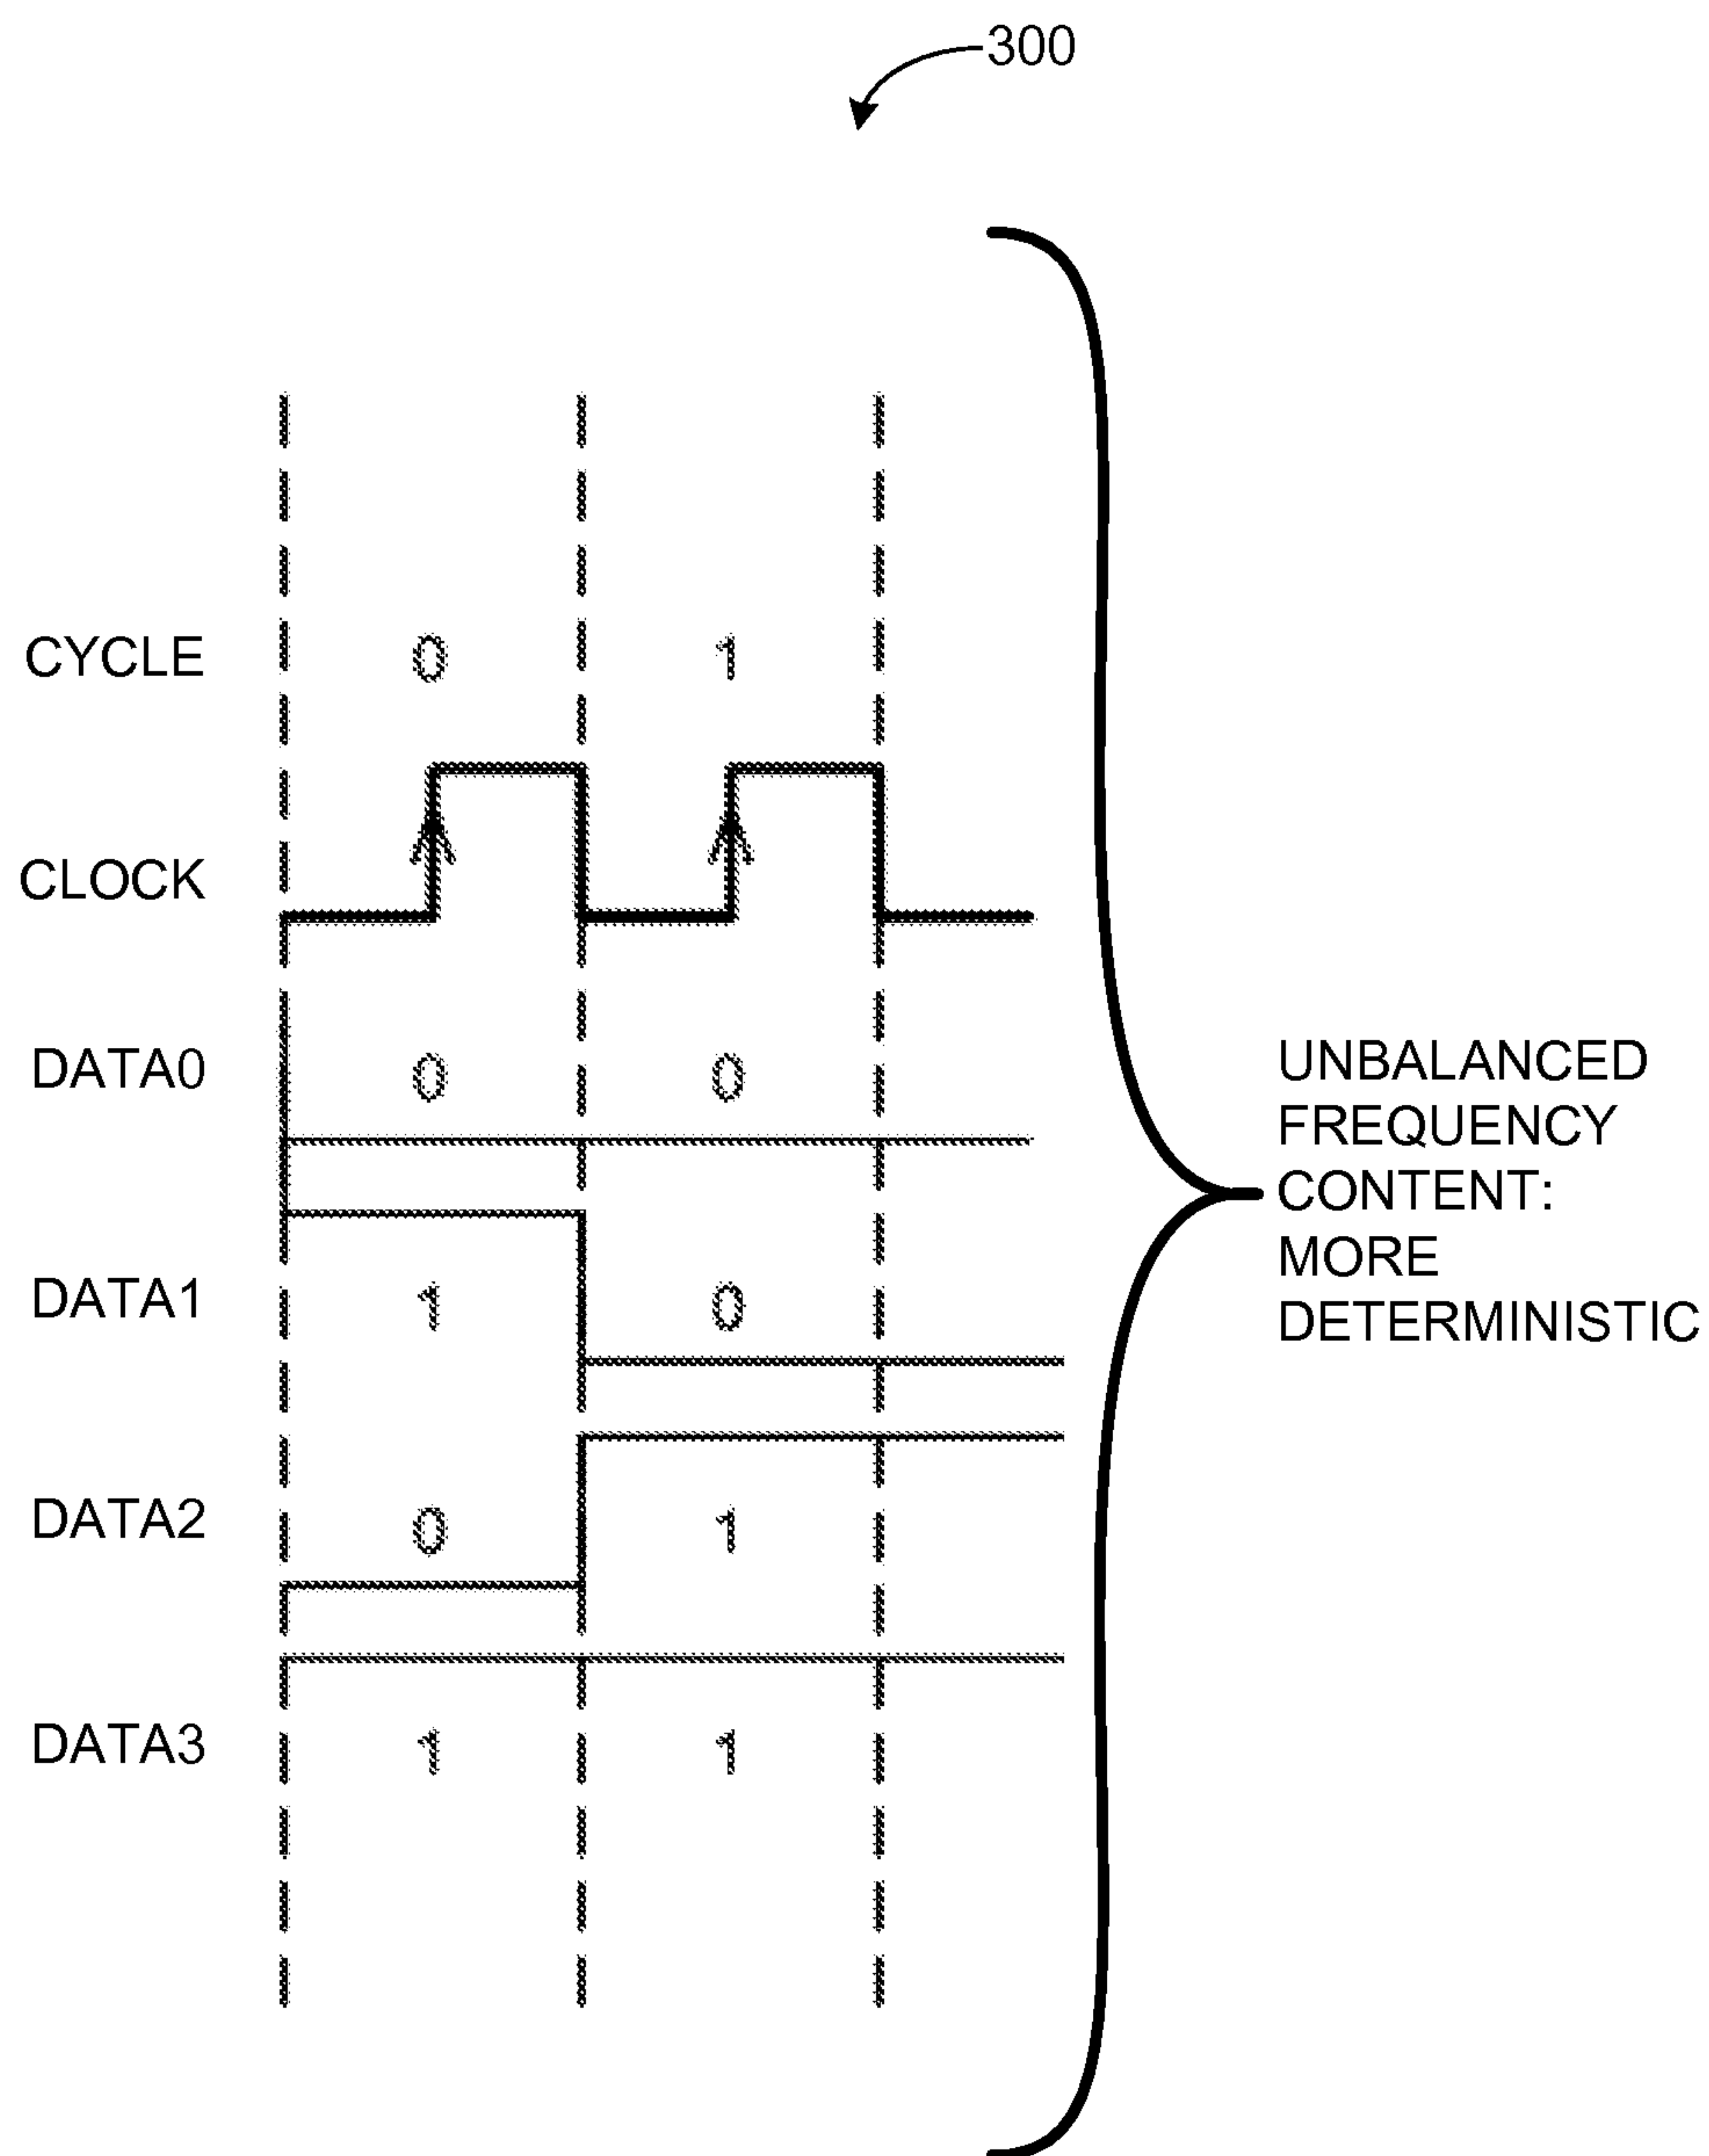 300
CYCLE 0 1
CLOCK
DATA0 0 0
UNBALANCED
FREQUENCY
CONTENT:
MORE
DETERMINISTIC
DATA1 1 0
DATA2 0 1
DATA3 1 1